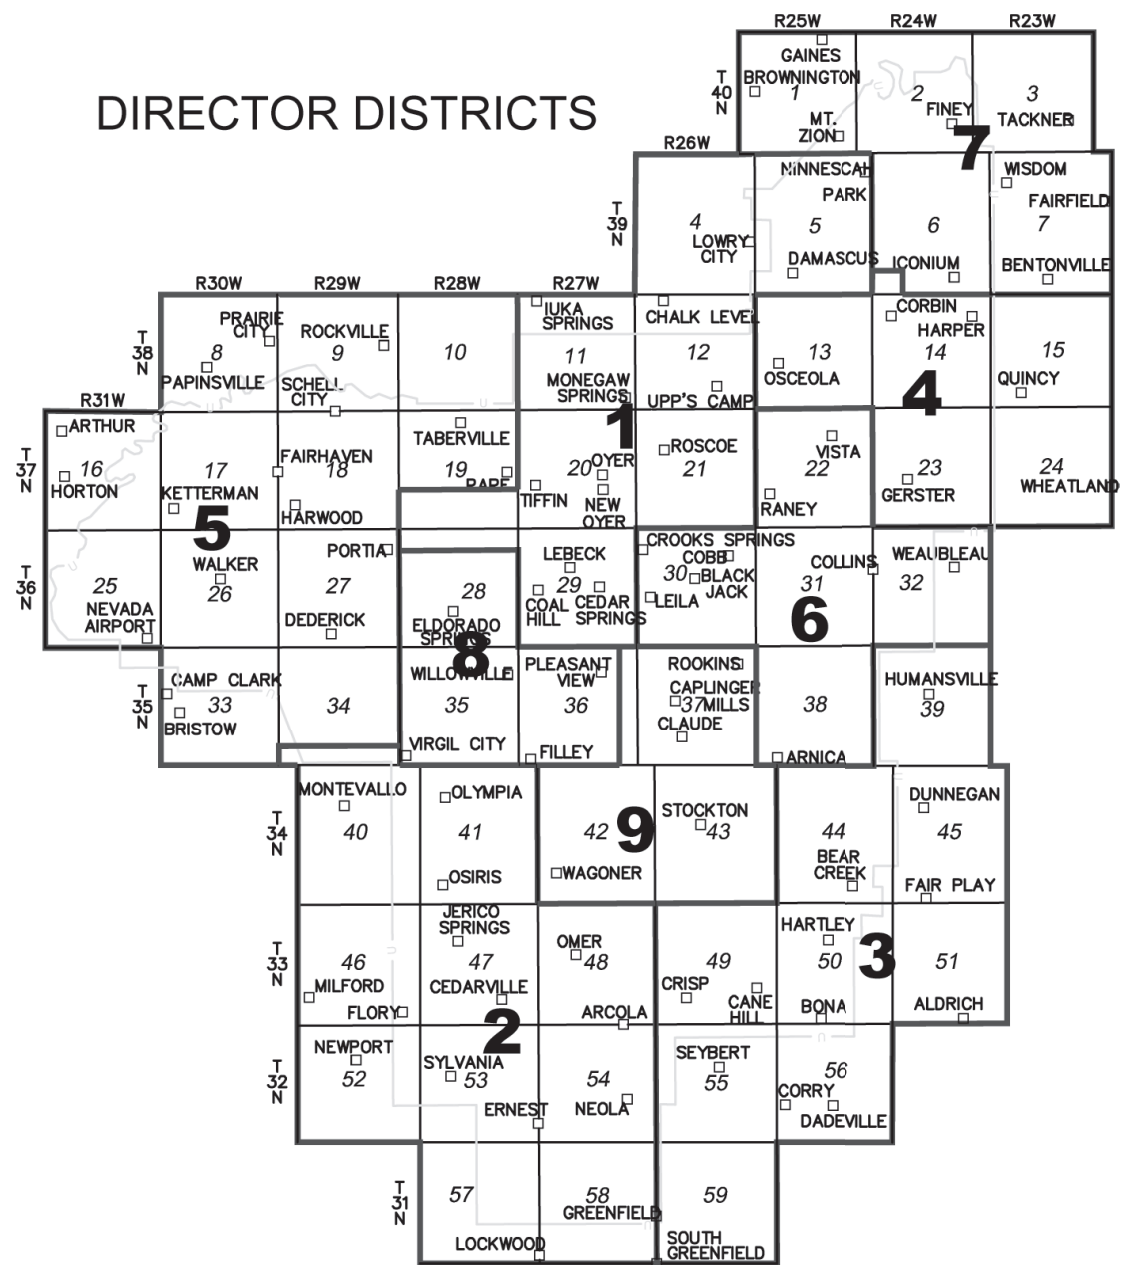 DIRECTOR DISTRICTS
R25W R24W R23W
T
40
N
GAINES
BROWNINGTON
1
MT.
ZION
2
FINEY
3
TACKNER
7
R26W
T
39
N
4
LOWRY
CITY
NINNESCAH
PARK
5
DAMASCUS
6
ICONIUM
WISDOM
FAIRFIELD
7
BENTONVILLE
R30W R29W R28W R27W
T
38
N
PRAIRIE
CITY
8
PAPINSVILLE
ROCKVILLE
9
SCHELL
CITY
10
IUKA
SPRINGS
11
MONEGAW
SPRINGS
CHALK LEVEL
12
UPP'S CAMP
13
OSCEOLA
CORBIN
HARPER
14
15
QUINCY
4
1
R31W
T
37
N
ARTHUR
16
HORTON
17
KETTERMAN
FAIRHAVEN
18
HARWOOD
TABERVILLE
19
RAPE
20
OYER
TIFFIN
NEW
OYER
ROSCOE
21
VISTA
22
RANEY
23
GERSTER
24
WHEATLAND
5
T
36
N
25
NEVADA
AIRPORT
WALKER
26
PORTIA
27
DEDERICK
28
ELDORADO
SPRINGS
8
LEBECK
29
COAL
HILL
CEDAR
SPRINGS
CROOKS SPRINGS
COBB
30
BLACK
JACK
LEILA
COLLINS
31
6
WEAUBLEAU
32
T
35
N
CAMP CLARK
33
BRISTOW
34
WILLOWVILLE
35
VIRGIL CITY
PLEASANT
VIEW
36
FILLEY
ROOKINS
CAPLINGER
37 MILLS
CLAUDE
38
ARNICA
HUMANSVILLE
39
T
34
N
MONTEVALLO
40
OLYMPIA
41
OSIRIS
42
WAGONER
9
STOCKTON
43
44
BEAR
CREEK
DUNNEGAN
45
FAIR PLAY
T
33
N
46
MILFORD
FLORY
JERICO
SPRINGS
47
CEDARVILLE
OMER
48
ARCOLA
49
CRISP
CANE
HILL
HARTLEY
50
BONA
3
51
ALDRICH
2
T
32
N
NEWPORT
52
SYLVANIA
53
ERNEST
54
NEOLA
SEYBERT
55
56
CORRY
DADEVILLE
T
31
N
57
LOCKWOOD
58
GREENFIELD
59
SOUTH
GREENFIELD